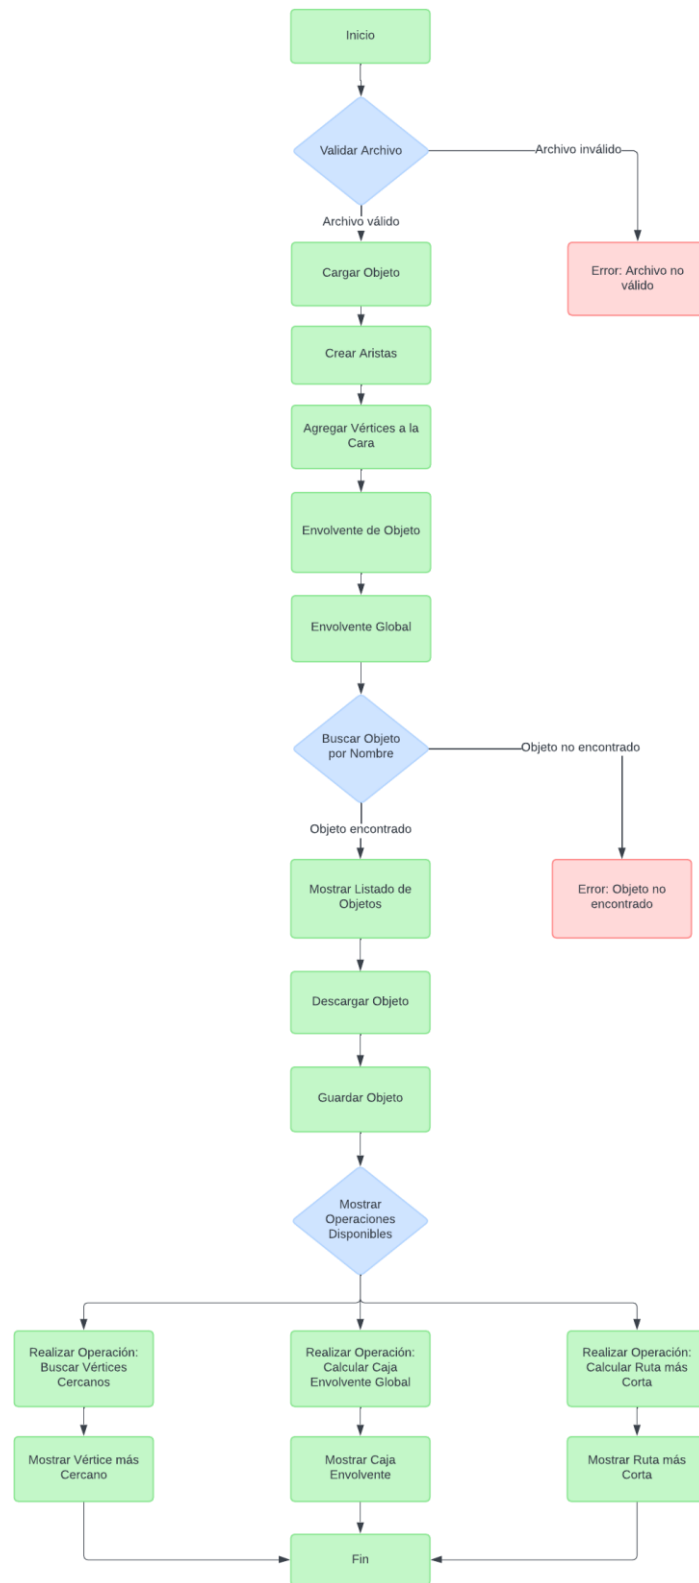 Inicio
Validar Archivo
Archivo inválido
Archivo válido
Cargar Objeto
Error: Archivo no
válido
Crear Aristas
Agregar Vértices a la
Cara
Envolvente de Objeto
Envolvente Global
Buscar Objeto
por Nombre
Objeto no encontrado
Objeto encontrado
Mostrar Listado de
Objetos
Error: Objeto no
encontrado
Descargar Objeto
Guardar Objeto
Mostrar
Operaciones
Disponibles
Realizar Operación:
Buscar Vértices
Cercanos
Realizar Operación:
Calcular Caja
Envolvente Global
Realizar Operación:
Calcular Ruta más
Corta
Mostrar Vértice más
Cercano
Mostrar Caja
Envolvente
Mostrar Ruta más
Corta
Fin